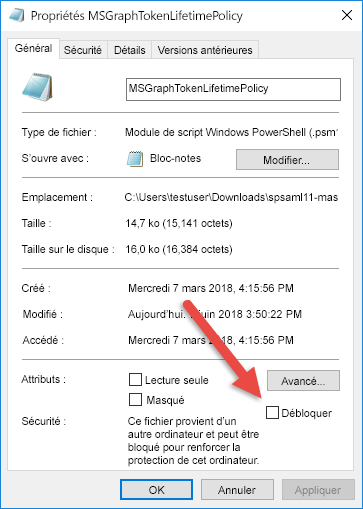 Propriétés MSGraphTokenLifetimePolicy
Général Sécurité Détails Versions antérieures
MSGraphTokenLifetimePolicy
Type de fichier : Module de script Windows PowerShell (.psm1
S'ouvre avec : Bloc-notes Modifier...
Emplacement : C:\Users\testuser\Downloads\spsaml11-mas
Taille : 14,7 ko (15,141 octets)
Taille sur le disque : 16,0 ko (16,384 octets)
Créé : Mercredi 7 mars 2018, 4:15:56 PM
Modifié : Aujourd'hui. 1 juin 2018 3:50:22 PM
Accédé : Mercredi 7 mars 2018, 4:15:56 PM
Attributs : Lecture seule Avancé...
Masqué
Débloquer
Sécurité : Ce fichier provient d'un
autre ordinateur et peut être
bloqué pour renforcer la
protection de cet ordinateur.
OK Annuler Appliquer